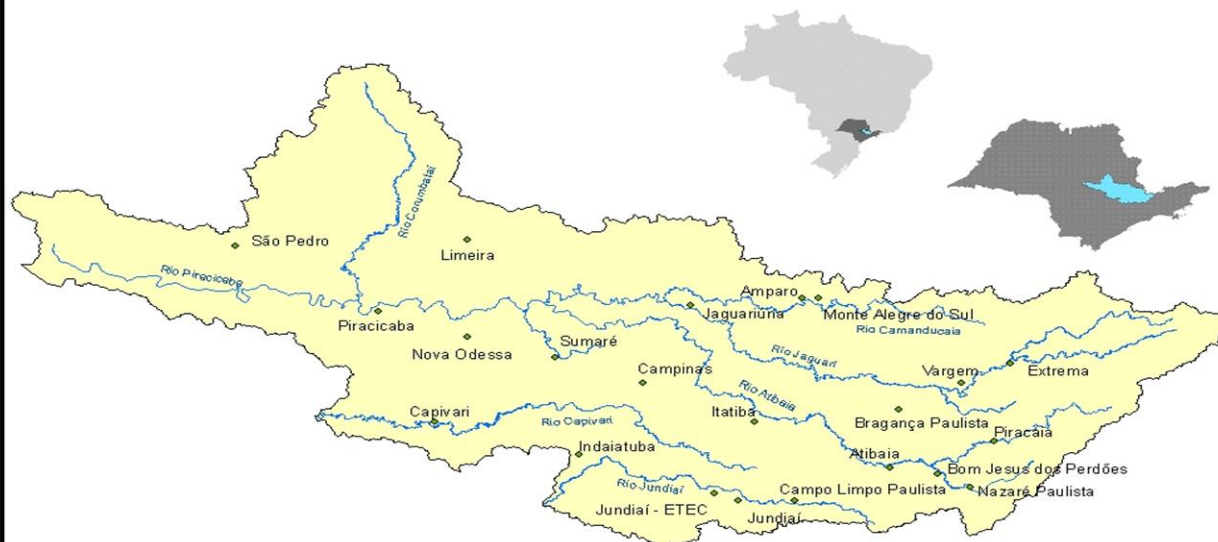 Rio Corumbataí
São Pedro
Limeira
Rio Piracicaba
Piracicaba
Nova Odessa
Sumaré
Campinas
Jaguariúna
Amparo
Monte Alegre do Sul
Rio Camanducaia
Rio Jaguari
Vargem
Extrema
Rio Atibaia
Itatiba
Bragança Paulista
Piracaia
Capivari
Rio Capivari
Indaiatuba
Atibaia
Bom Jesus dos Perdões
Nazaré Paulista
Rio Jundiaí
Campo Limpo Paulista
Jundiaí - ETEC
Jundiaí